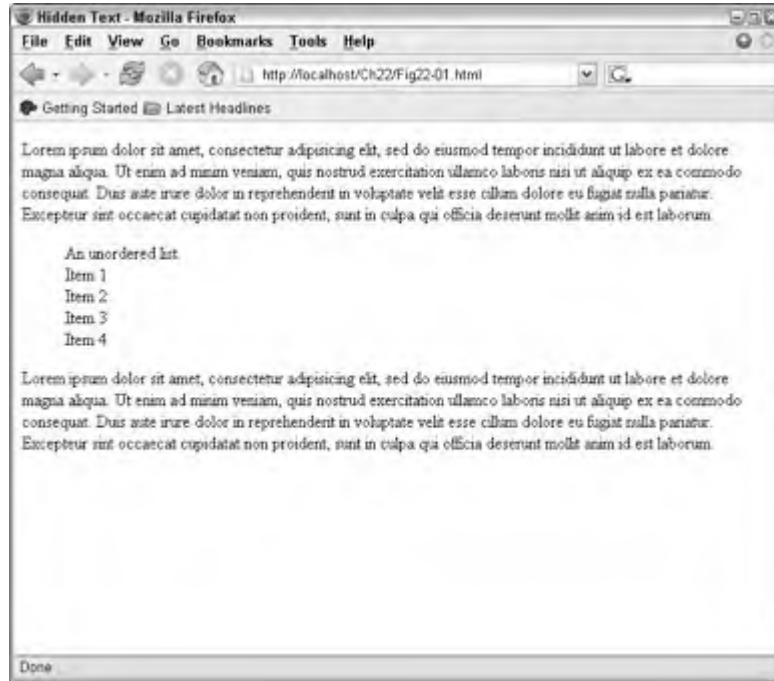 Hidden Text - Mozilla Firefox
File Edit View Go Bookmarks Tools Help
http://localhost/Ch22/Fig22-01.html
Getting Started Latest Headlines
Lorem ipsum dolor sit amet, consectetur adipisicing elit, sed do eiusmod tempor incididunt ut labore et dolore
magna aliqua. Ut enim ad minim veniam, quis nostrud exercitation ullamco laboris nisi ut aliquip ex ea commodo
consequat. Duis aute irure dolor in reprehenderit in voluptate velit esse cillum dolore eu fugiat nulla pariatur.
Excepteur sint occaecat cupidatat non proident, sunt in culpa qui officia deserunt mollit anim id est laborum.
An unordered list.
Item 1
Item 2
Item 3
Item 4
Lorem ipsum dolor sit amet, consectetur adipisicing elit, sed do eiusmod tempor incididunt ut labore et dolore
magna aliqua. Ut enim ad minim veniam, quis nostrud exercitation ullamco laboris nisi ut aliquip ex ea commodo
consequat. Duis aute irure dolor in reprehenderit in voluptate velit esse cillum dolore eu fugiat nulla pariatur.
Excepteur sint occaecat cupidatat non proident, sunt in culpa qui officia deserunt mollit anim id est laborum.
Done